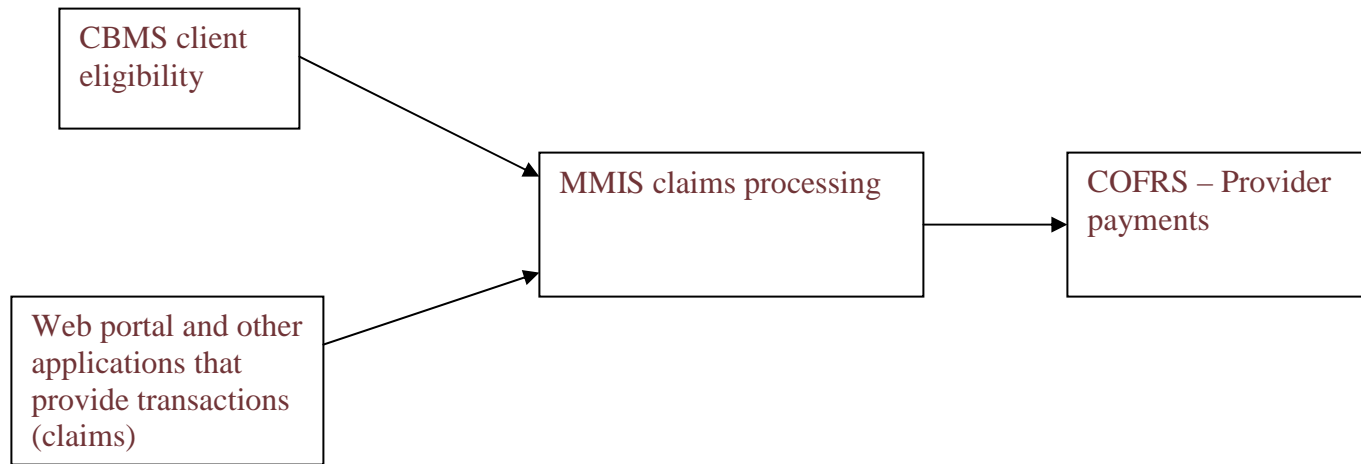 CBMS client
eligibility
MMIS claims processing
COFRS – Provider
payments
Web portal and other
applications that
provide transactions
(claims)